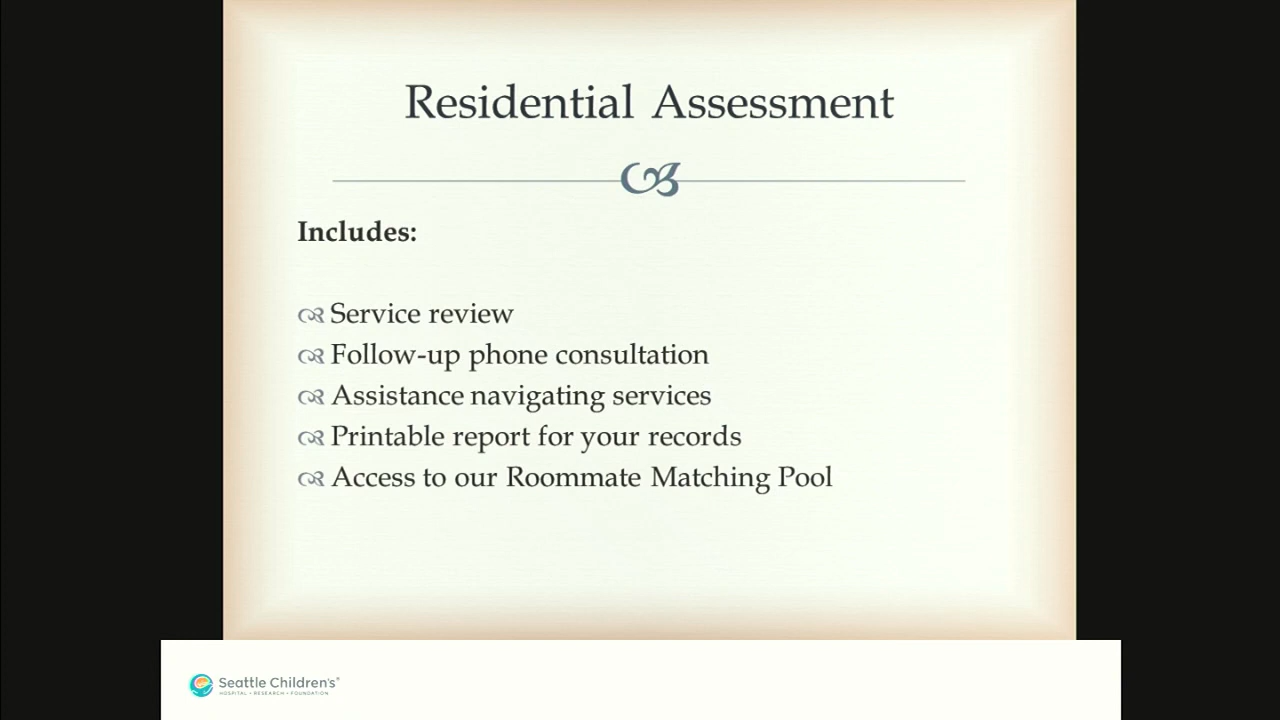 Residential Assessment
Includes:
Service review
Follow-up phone consultation
Assistance navigating services
Printable report for your records
Access to our Roommate Matching Pool
Seattle Children's®
HOSPITAL • RESEARCH • FOUNDATION